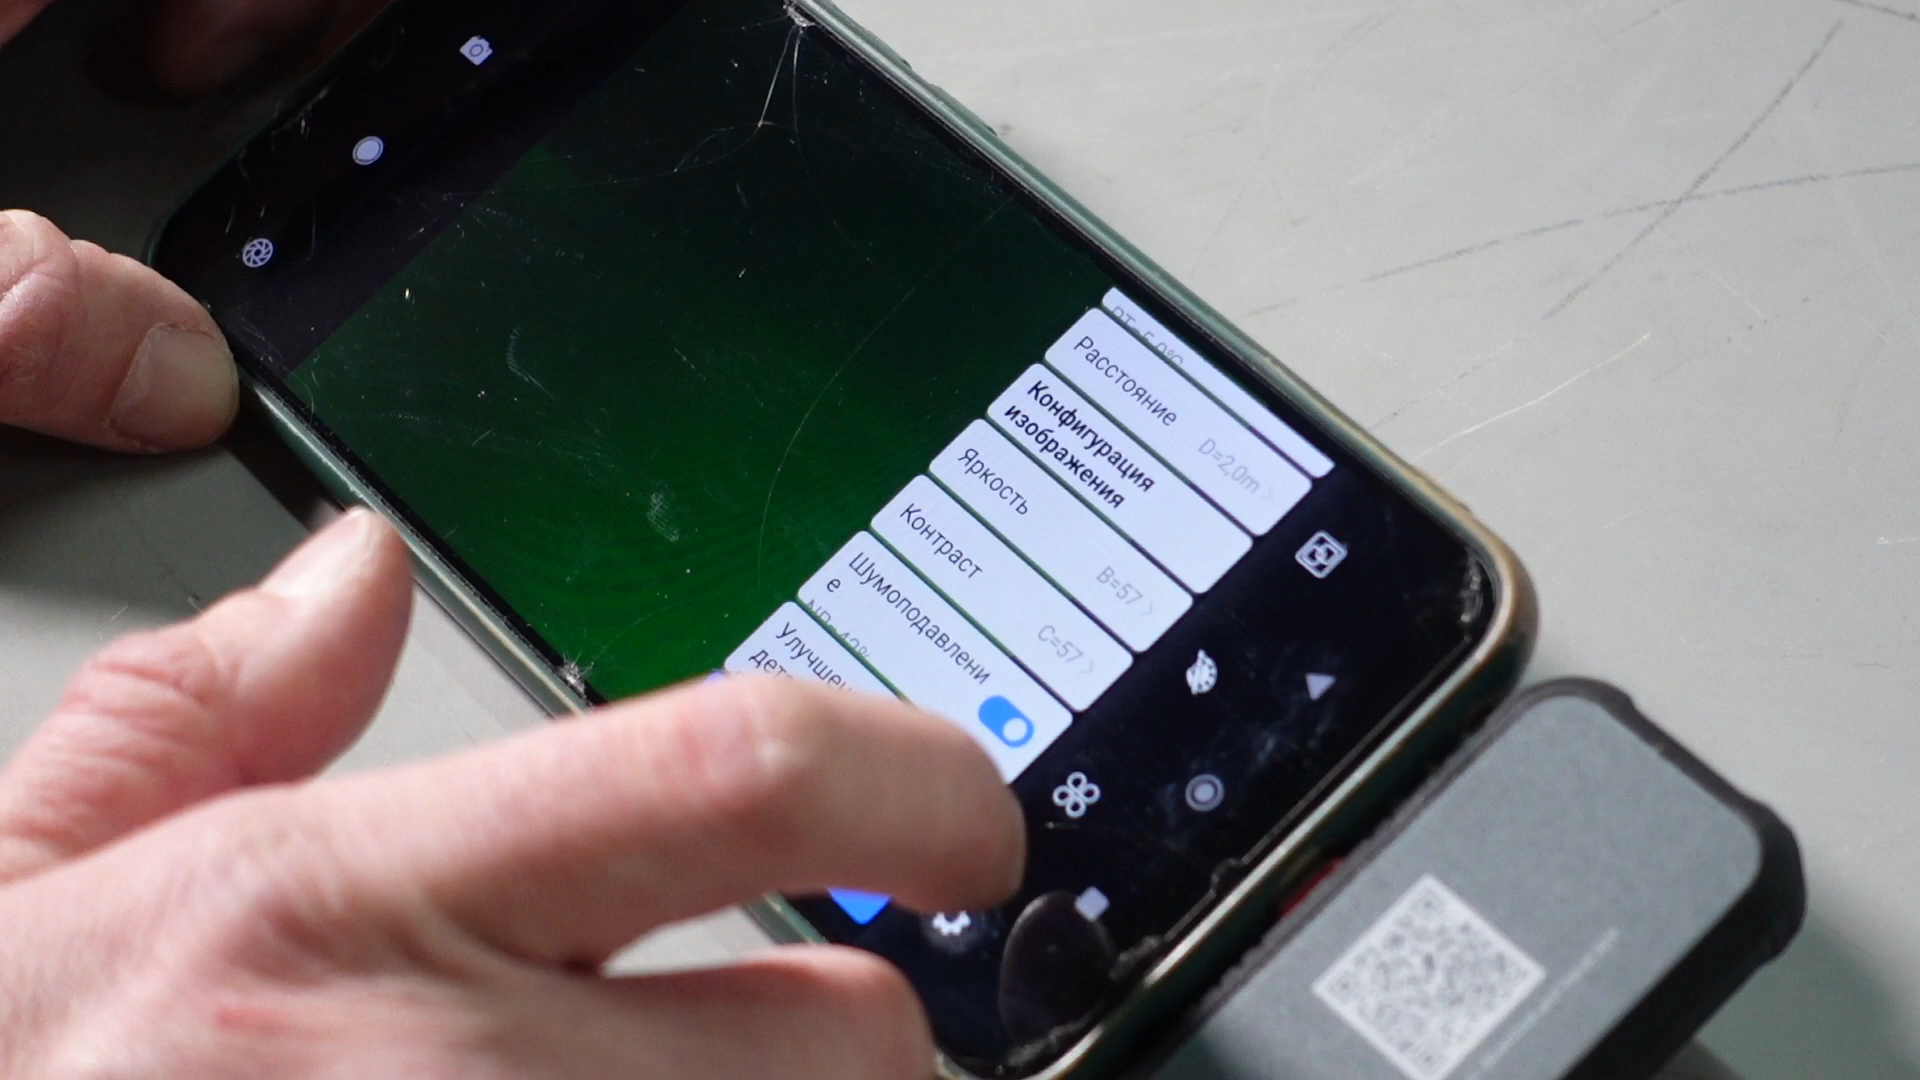 Расстояние
D=2,0m
Конфигурация
изображения
Яркость
B=57
Контраст
C=57
Шумоподавлени
е